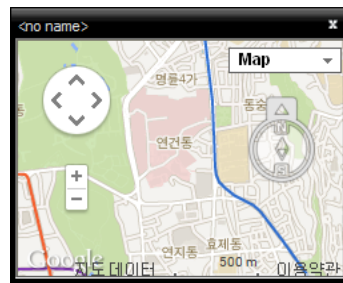 <no name>
x
Map
명륜4가
동숭
연건동
N
S
+
−
연지동
효제동
500 m
Google
지도 데이터
이용약관